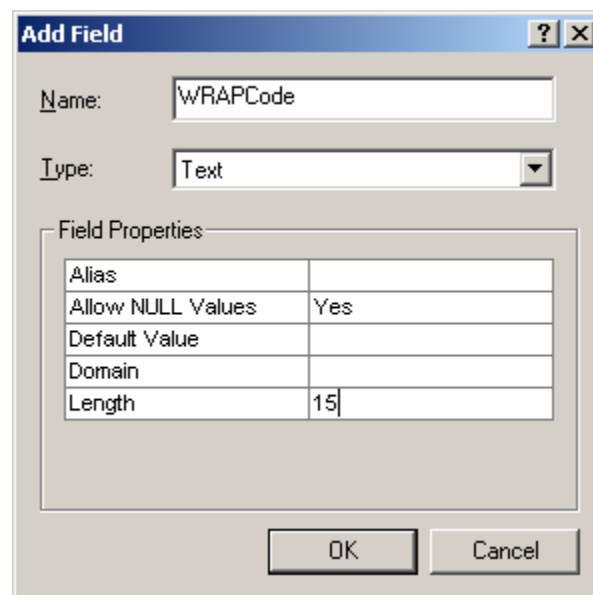 Add Field
Name: WRAPCode
Type: Text
Field Properties
Alias
Allow NULL Values Yes
Default Value
Domain
Length 15
OK Cancel